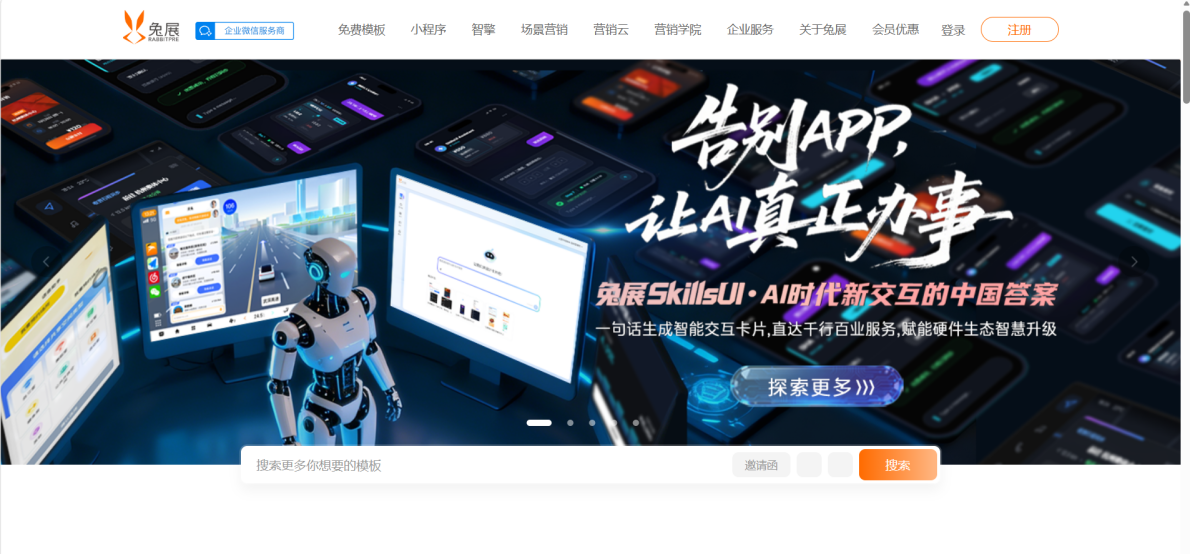 兔展
RABBITPRE
企业微信服务商
免费模板
小程序
智擎
场景营销
营销云
营销学院
企业服务
关于兔展
会员优惠
登录
注册
告别APP,
让AI真正办事
兔展SkillsUI·AI时代新交互的中国答案
一句话生成智能交互卡片,直达千行百业服务,赋能硬件生态智慧升级
探索更多
搜索更多你想要的模板
邀请函
搜索